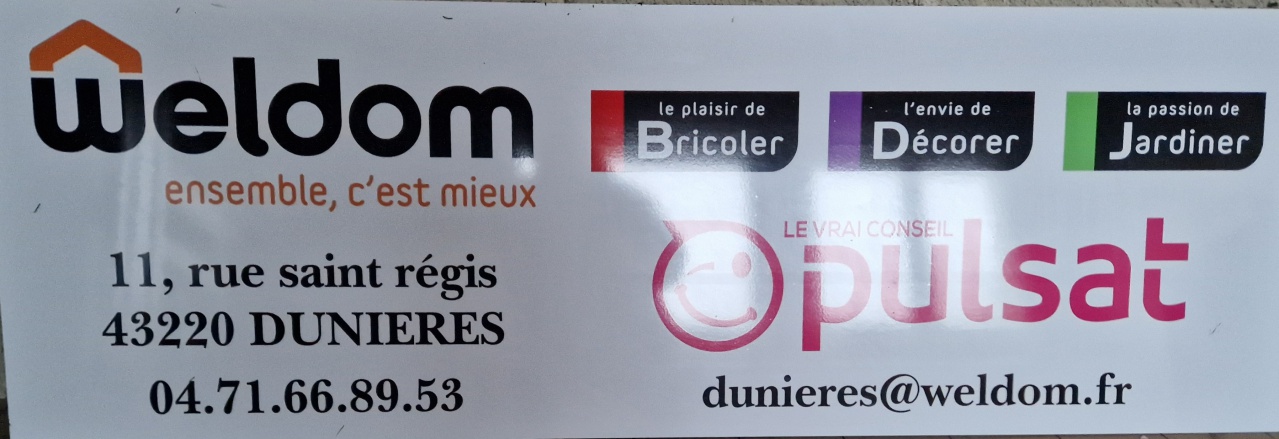 weldom
ensemble, c'est mieux
11, rue saint régis
43220 DUNIERES
04.71.66.89.53
le plaisir de
Bricoler
l'envie de
Décorer
la passion de
Jardiner
LE VRAI CONSEIL
pulsat
dunieres@weldom.fr